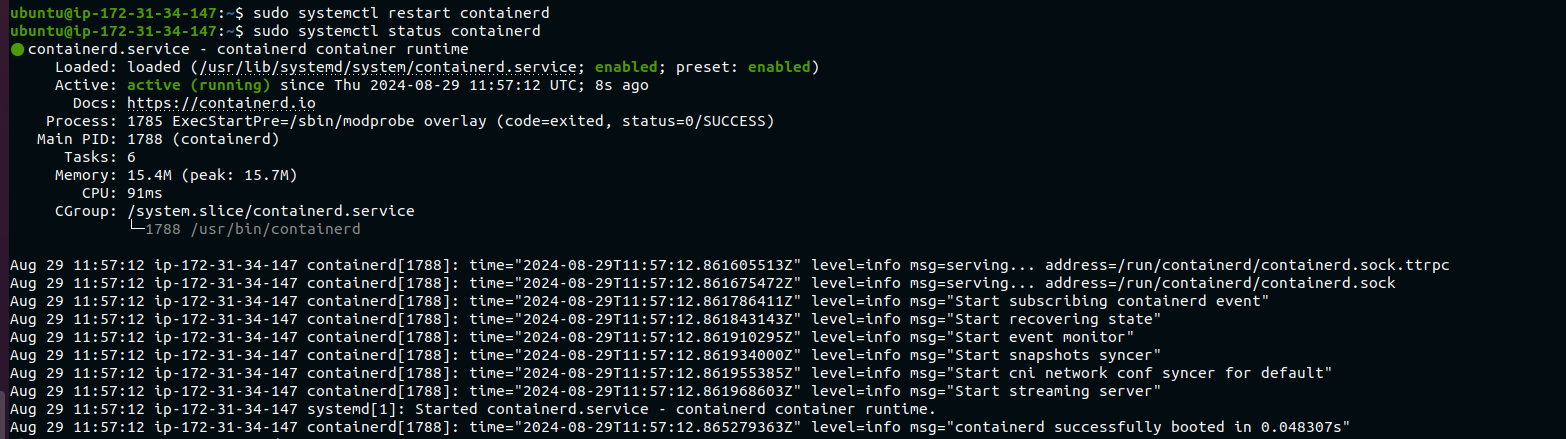 ubuntu@ip-172-31-34-147:~$ sudo systemctl restart containerd
ubuntu@ip-172-31-34-147:~$ sudo systemctl status containerd
● containerd.service - containerd container runtime
     Loaded: loaded (/usr/lib/systemd/system/containerd.service; enabled; preset: enabled)
     Active: active (running) since Thu 2024-08-29 11:57:12 UTC; 8s ago
       Docs: https://containerd.io
    Process: 1785 ExecStartPre=/sbin/modprobe overlay (code=exited, status=0/SUCCESS)
   Main PID: 1788 (containerd)
      Tasks: 6
     Memory: 15.4M (peak: 15.7M)
        CPU: 91ms
     CGroup: /system.slice/containerd.service
             └─1788 /usr/bin/containerd
Aug 29 11:57:12 ip-172-31-34-147 containerd[1788]: time="2024-08-29T11:57:12.861605513Z" level=info msg=serving... address=/run/containerd/containerd.sock.ttrpc
Aug 29 11:57:12 ip-172-31-34-147 containerd[1788]: time="2024-08-29T11:57:12.861675472Z" level=info msg=serving... address=/run/containerd/containerd.sock
Aug 29 11:57:12 ip-172-31-34-147 containerd[1788]: time="2024-08-29T11:57:12.861786411Z" level=info msg="Start subscribing containerd event"
Aug 29 11:57:12 ip-172-31-34-147 containerd[1788]: time="2024-08-29T11:57:12.861843143Z" level=info msg="Start recovering state"
Aug 29 11:57:12 ip-172-31-34-147 containerd[1788]: time="2024-08-29T11:57:12.861910295Z" level=info msg="Start event monitor"
Aug 29 11:57:12 ip-172-31-34-147 containerd[1788]: time="2024-08-29T11:57:12.861934000Z" level=info msg="Start snapshots syncer"
Aug 29 11:57:12 ip-172-31-34-147 containerd[1788]: time="2024-08-29T11:57:12.861955385Z" level=info msg="Start cni network conf syncer for default"
Aug 29 11:57:12 ip-172-31-34-147 containerd[1788]: time="2024-08-29T11:57:12.861968603Z" level=info msg="Start streaming server"
Aug 29 11:57:12 ip-172-31-34-147 systemd[1]: Started containerd.service - containerd container runtime.
Aug 29 11:57:12 ip-172-31-34-147 containerd[1788]: time="2024-08-29T11:57:12.865279363Z" level=info msg="containerd successfully booted in 0.048307s"